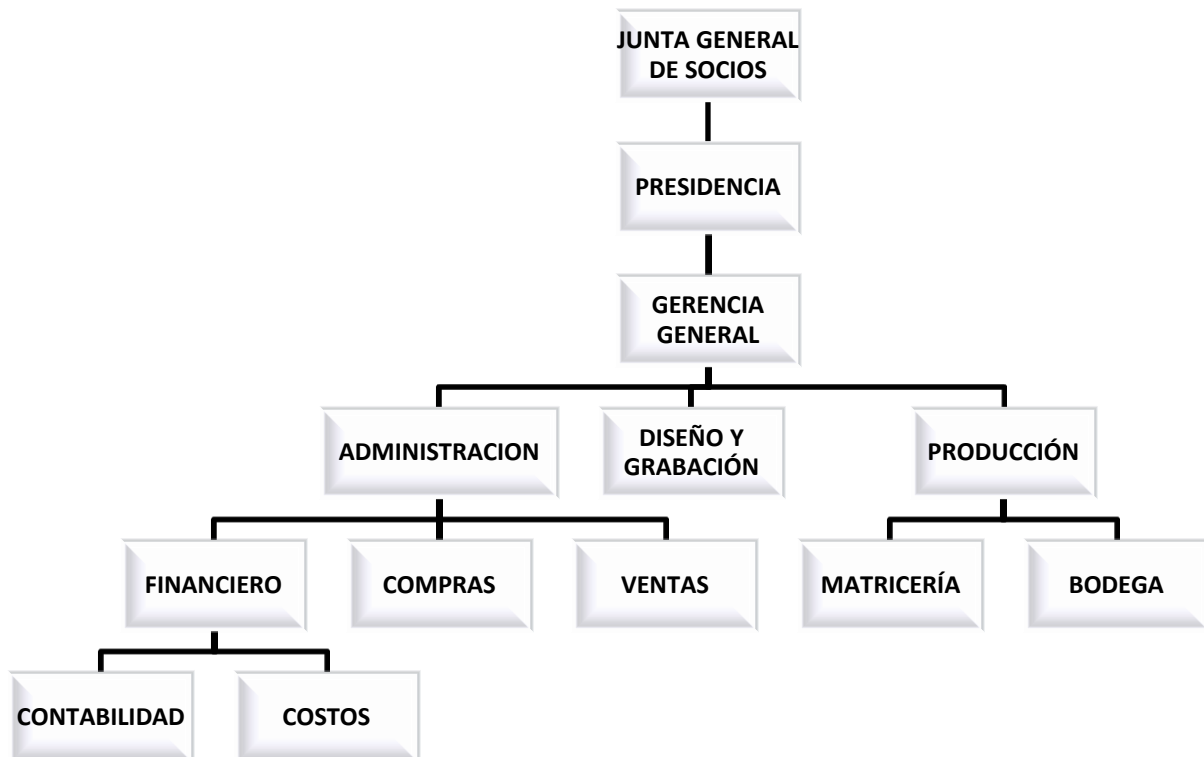 JUNTA GENERAL
DE SOCIOS
PRESIDENCIA
GERENCIA
GENERAL
ADMINISTRACION
DISEÑO Y
GRABACIÓN
PRODUCCIÓN
FINANCIERO
COMPRAS
VENTAS
MATRICERÍA
BODEGA
CONTABILIDAD
COSTOS